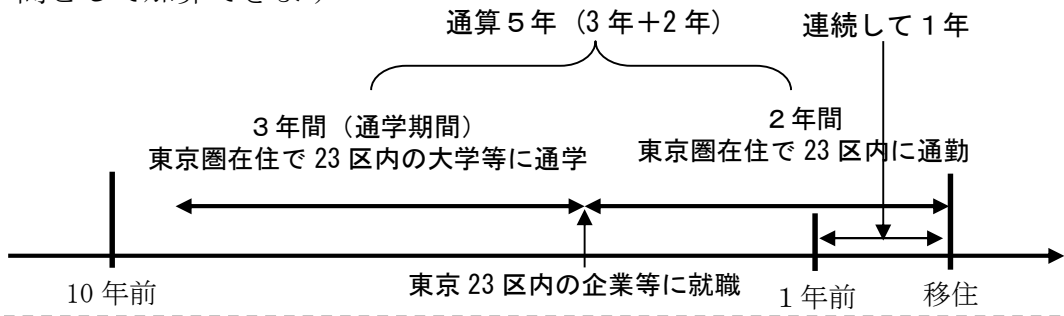 通算５年（3 年＋2 年）
連続して１年
３年間（通学期間）
東京圏在住で 23 区内の大学等に通学
２年間
東京圏在住で 23 区内に通勤
東京 23 区内の企業等に就職
10 年前
１年前
移住